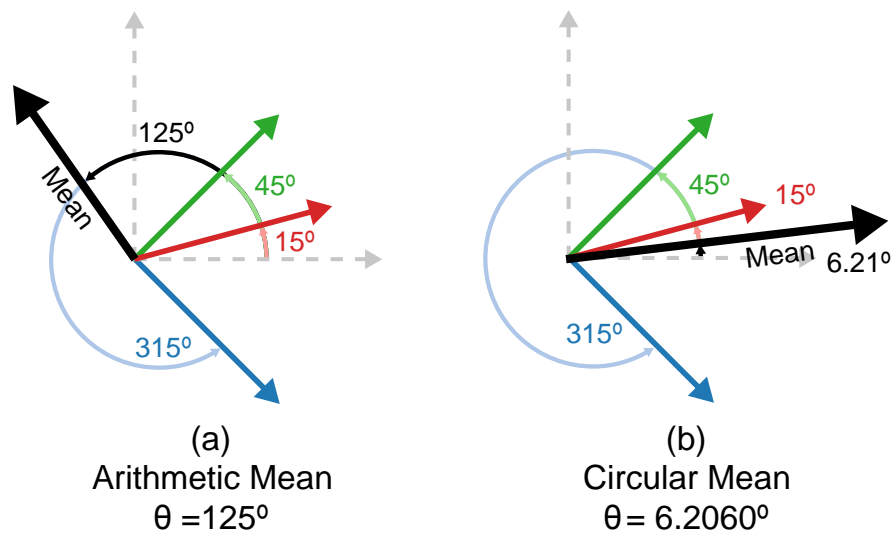 125º
Mean
45º
15º
315º
(a)
Arithmetic Mean
θ =125º
45º
15º
Mean
6.21º
315º
(b)
Circular Mean
θ = 6.2060º